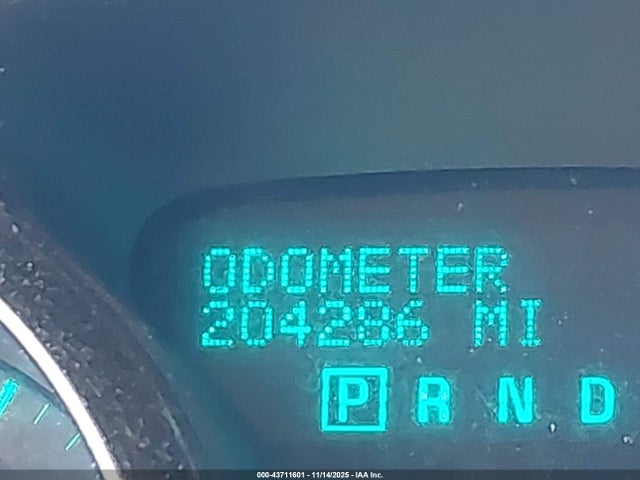 ODOMETER
204286 MI
P R N D
000-43711601 - 11/14/2025 - IAA Inc.